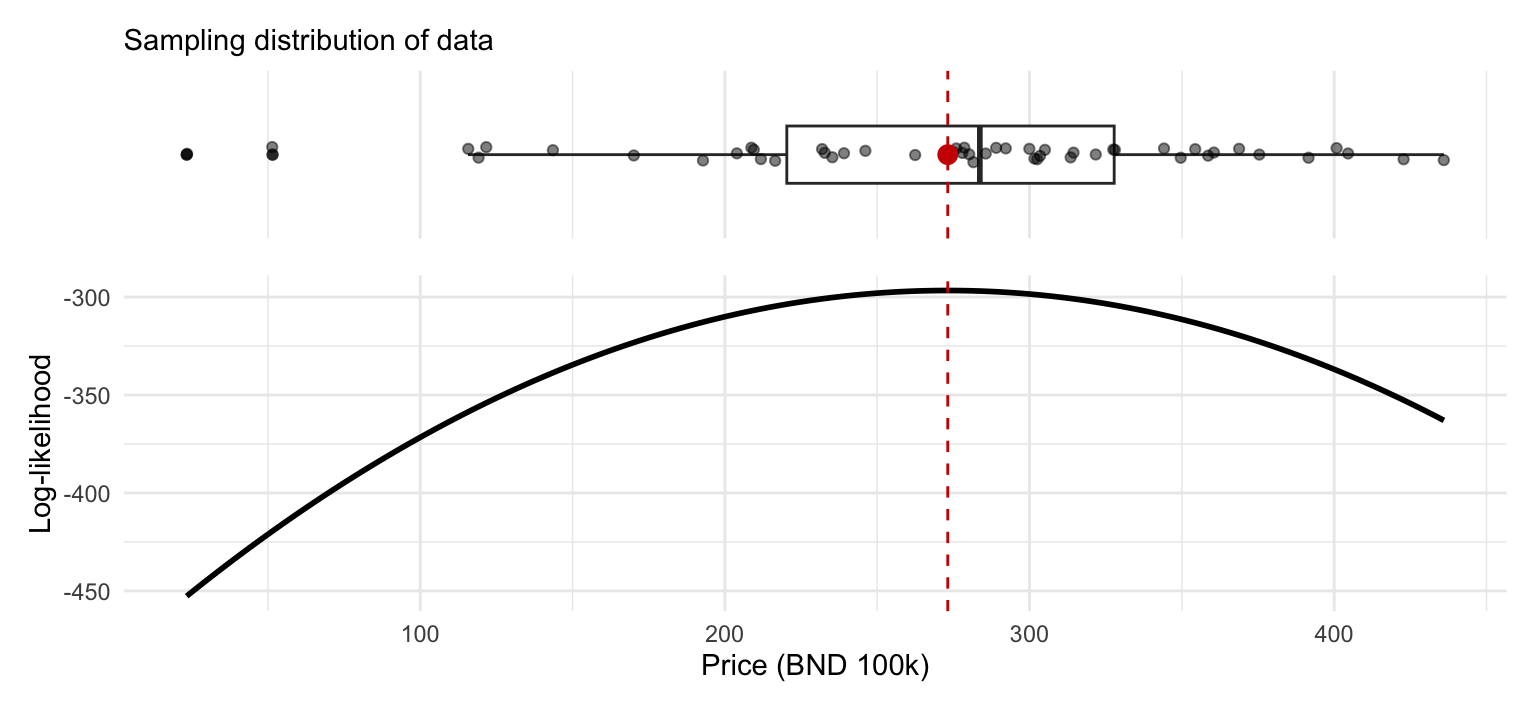 Sampling distribution of data
-300
-350
-400
-450
Log-likelihood
100 200 300 400
Price (BND 100k)